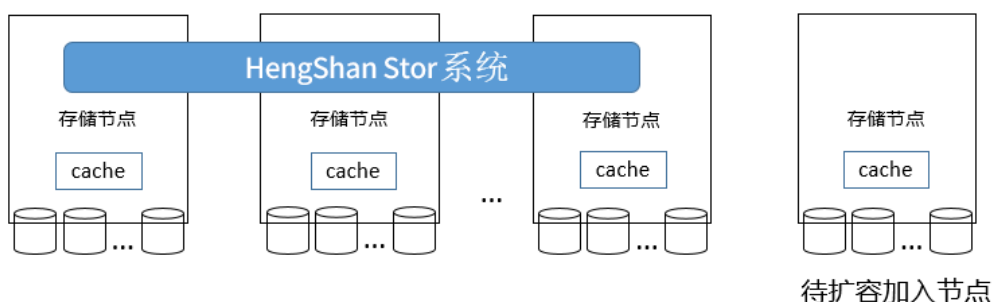 HengShan Stor系统
存储节点 存储节点 存储节点 存储节点
cache cache cache cache
...
... ... ... ...
待扩容加入节点